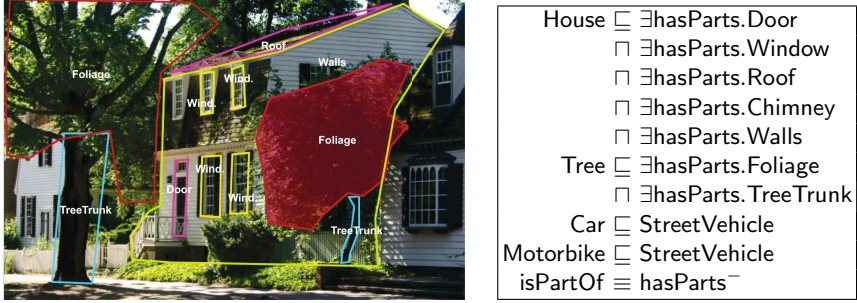 Roof
Foliage
Walls
Wind.
Wind.
Foliage
Wind.
Door
Wind.
TreeTrunk
TreeTrunk
House ⊑ ∃hasParts.Door
⊓ ∃hasParts.Window
⊓ ∃hasParts.Roof
⊓ ∃hasParts.Chimney
⊓ ∃hasParts.Walls
Tree ⊑ ∃hasParts.Foliage
⊓ ∃hasParts.TreeTrunk
Car ⊑ StreetVehicle
Motorbike ⊑ StreetVehicle
isPartOf ≡ hasParts⁻